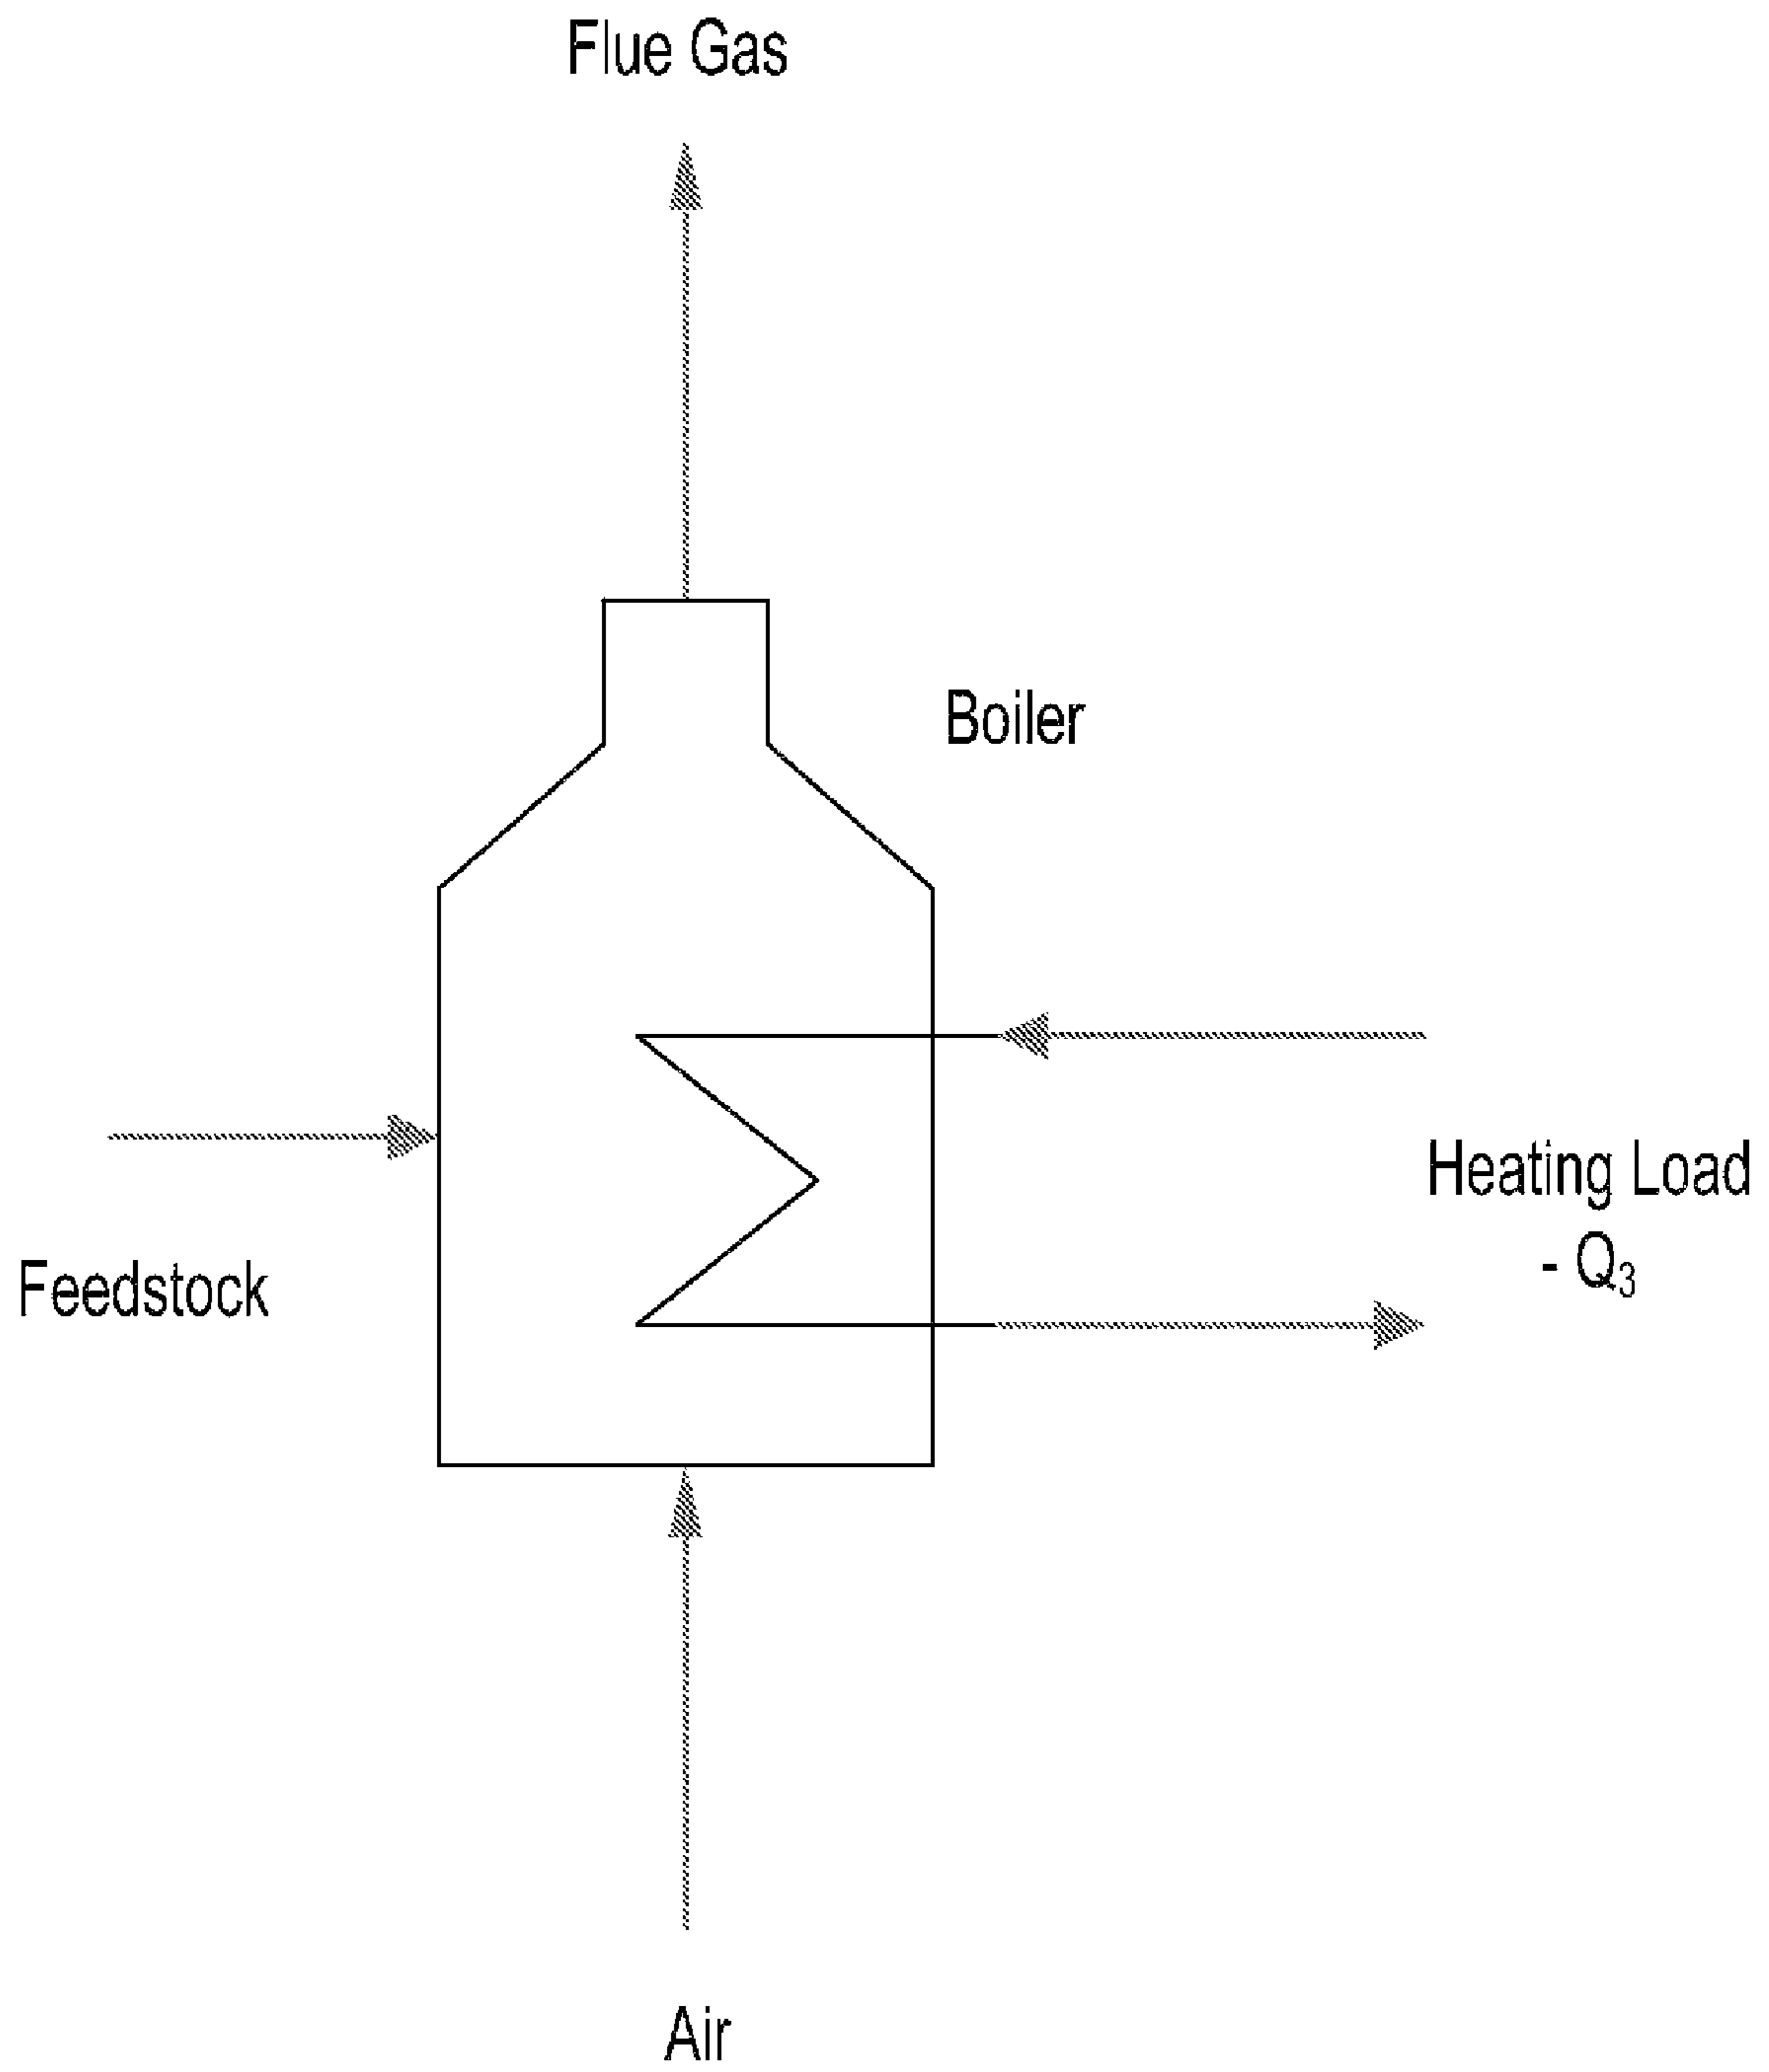 Flue Gas
Boiler
Heating Load
- Q₃
Feedstock
Air